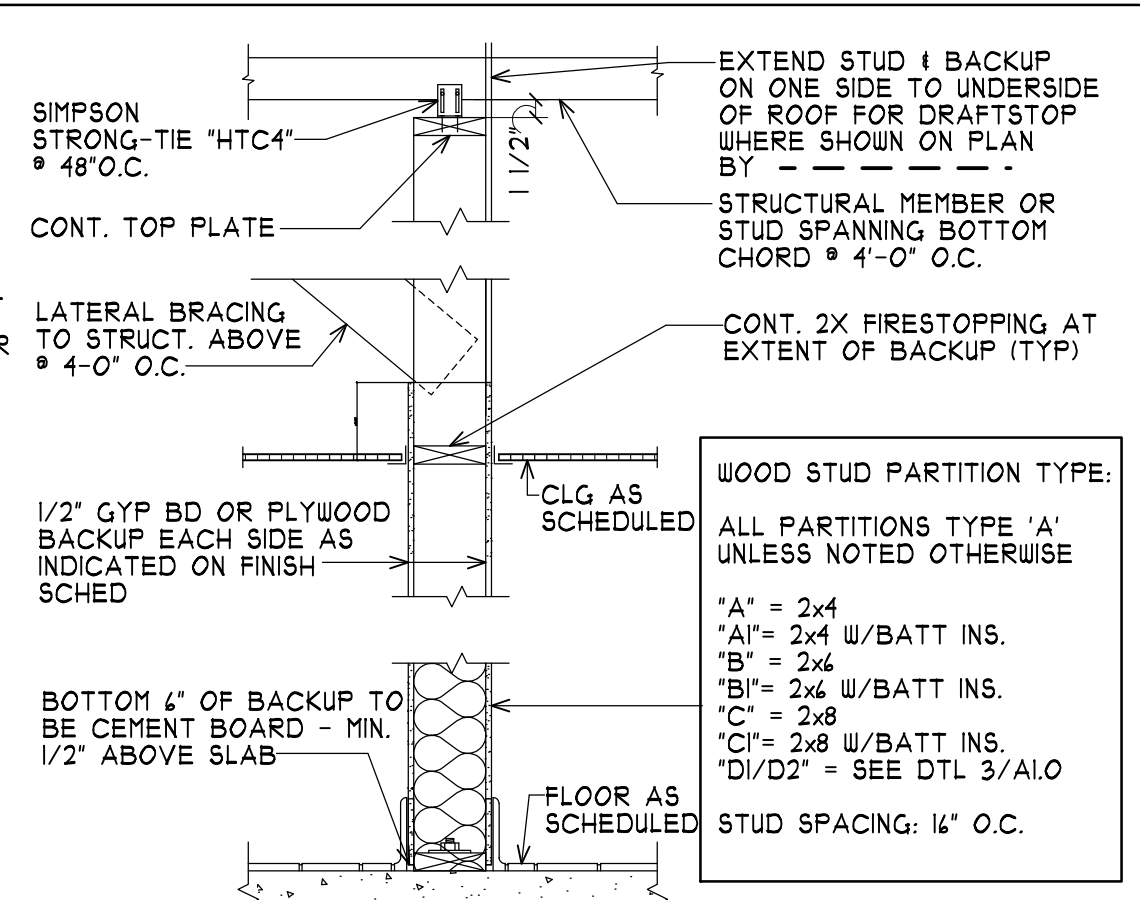 SIMPSON
STRONG-TIE "HTC4"
@ 48"O.C.
CONT. TOP PLATE
LATERAL BRACING
TO STRUCT. ABOVE
@ 4-0" O.C.
R
1/2" GYP BD OR PLYWOOD
BACKUP EACH SIDE AS
INDICATED ON FINISH
SCHED
BOTTOM 6" OF BACKUP TO
BE CEMENT BOARD - MIN.
1/2" ABOVE SLAB
1 1/2"
EXTEND STUD & BACKUP
ON ONE SIDE TO UNDERSIDE
OF ROOF FOR DRAFTSTOP
WHERE SHOWN ON PLAN
BY
STRUCTURAL MEMBER OR
STUD SPANNING BOTTOM
CHORD @ 4'-0" O.C.
CONT. 2X FIRESTOPPING AT
EXTENT OF BACKUP (TYP)
CLG AS
SCHEDULED
FLOOR AS
SCHEDULED
WOOD STUD PARTITION TYPE:
ALL PARTITIONS TYPE 'A'
UNLESS NOTED OTHERWISE
"A" = 2x4
"A1"= 2x4 W/BATT INS.
"B" = 2x6
"B1"= 2x6 W/BATT INS.
"C" = 2x8
"C1"= 2x8 W/BATT INS.
"D1/D2" = SEE DTL 3/A1.0
STUD SPACING: 16" O.C.